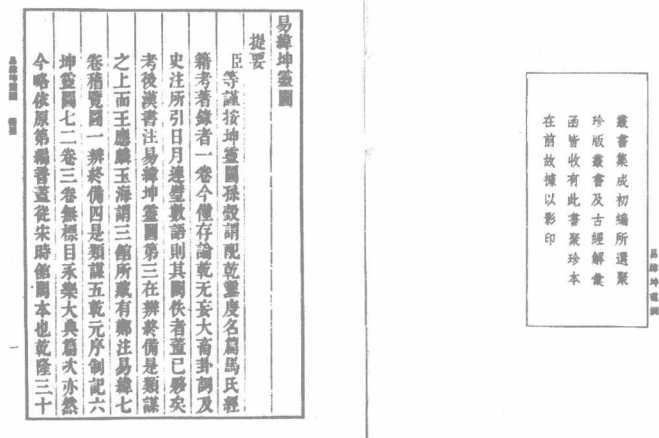 叢書集成初編所選聚
珍版叢書及古經解彙
函皆收有此書聚珍本
在前故據以影印
易緯坤靈圖
易緯坤靈圖
提要
臣等謹按坤靈圖孫瑴謂配乾鑿度名篇馬氏經
籍考著錄者一卷今僅存論乾无妄大畜卦詞及
史注所引日月連璧數語則其闕佚者蓋已夥矣
考後漢書注易緯坤靈圖第三在辨終備是類謀
之上而王應麟玉海謂三館所藏有鄭注易緯七
卷稽覽圖一辨終備四是類謀五乾元序制記六
坤靈圖七二卷三卷無標目永樂大典篇次亦然
今略依原第編書蓋從宋時館閣本也乾隆三十
易緯坤靈圖 提要
一